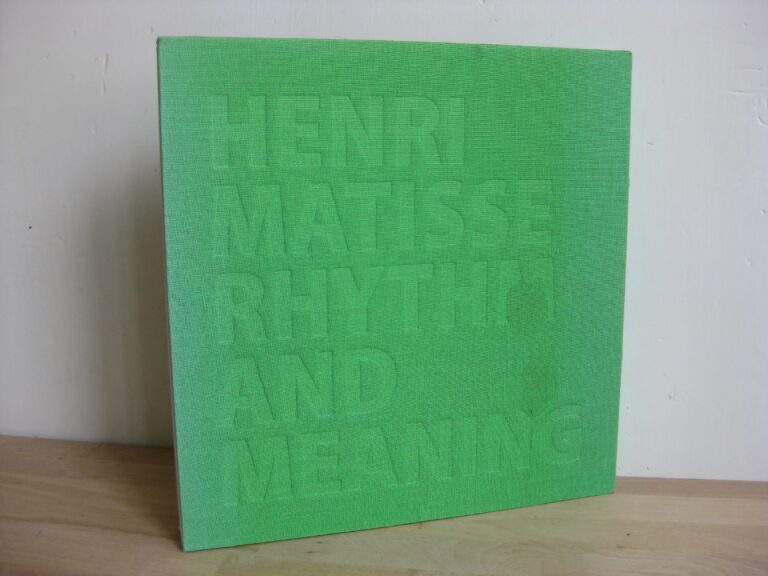 HENRI
MATISSE
RHYTHM
AND
MEANING